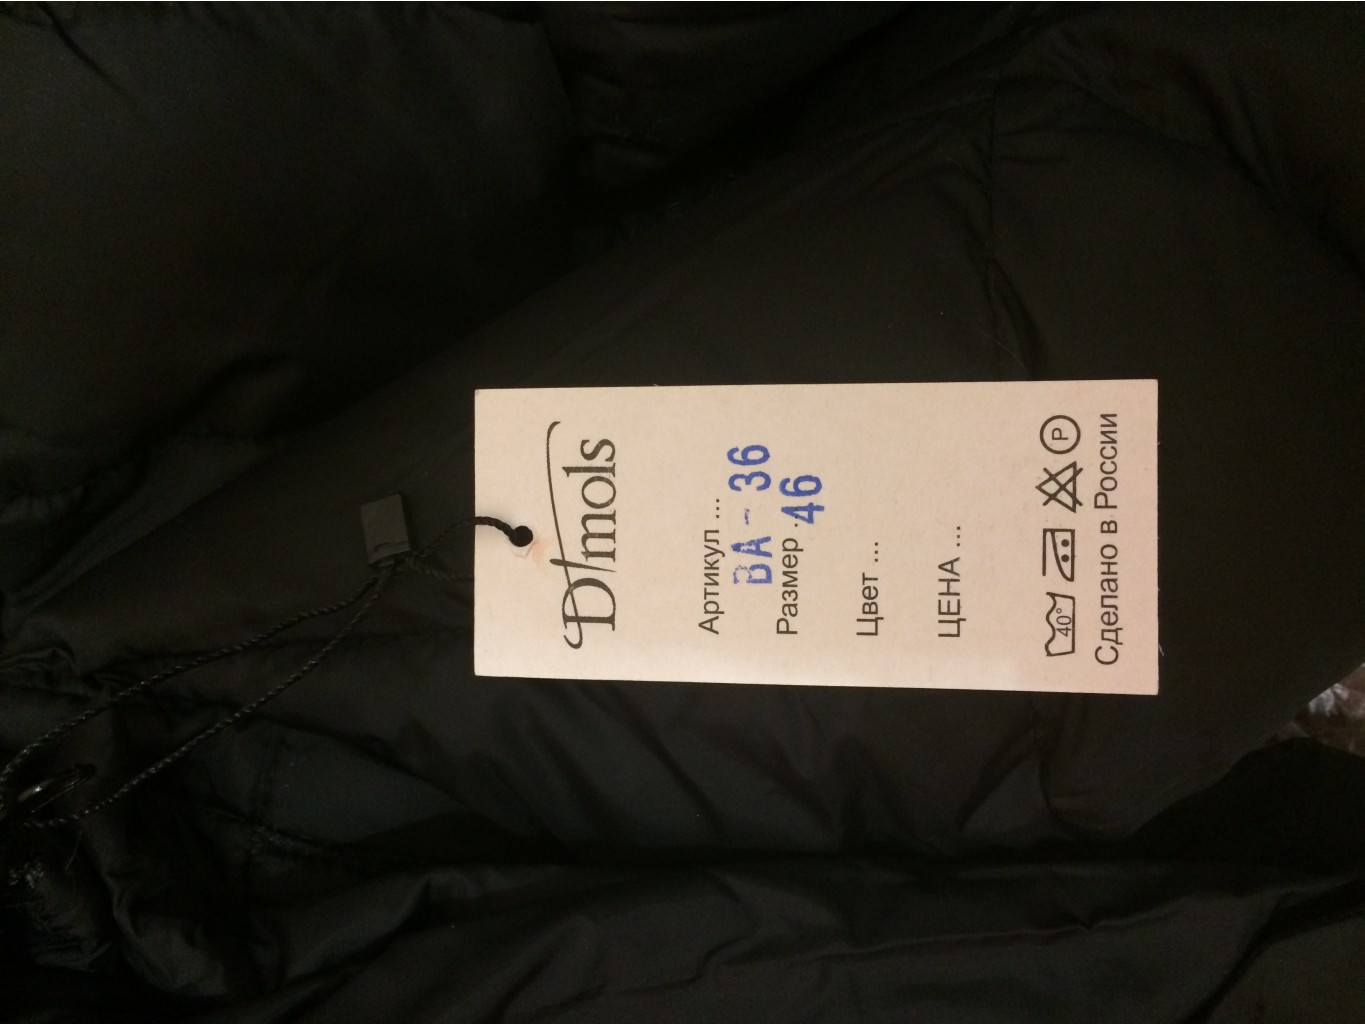 D'mols
Артикул ...
BA - 36
Размер .
46
Цвет ...
ЦЕНА ...
40° P
Сделано в России